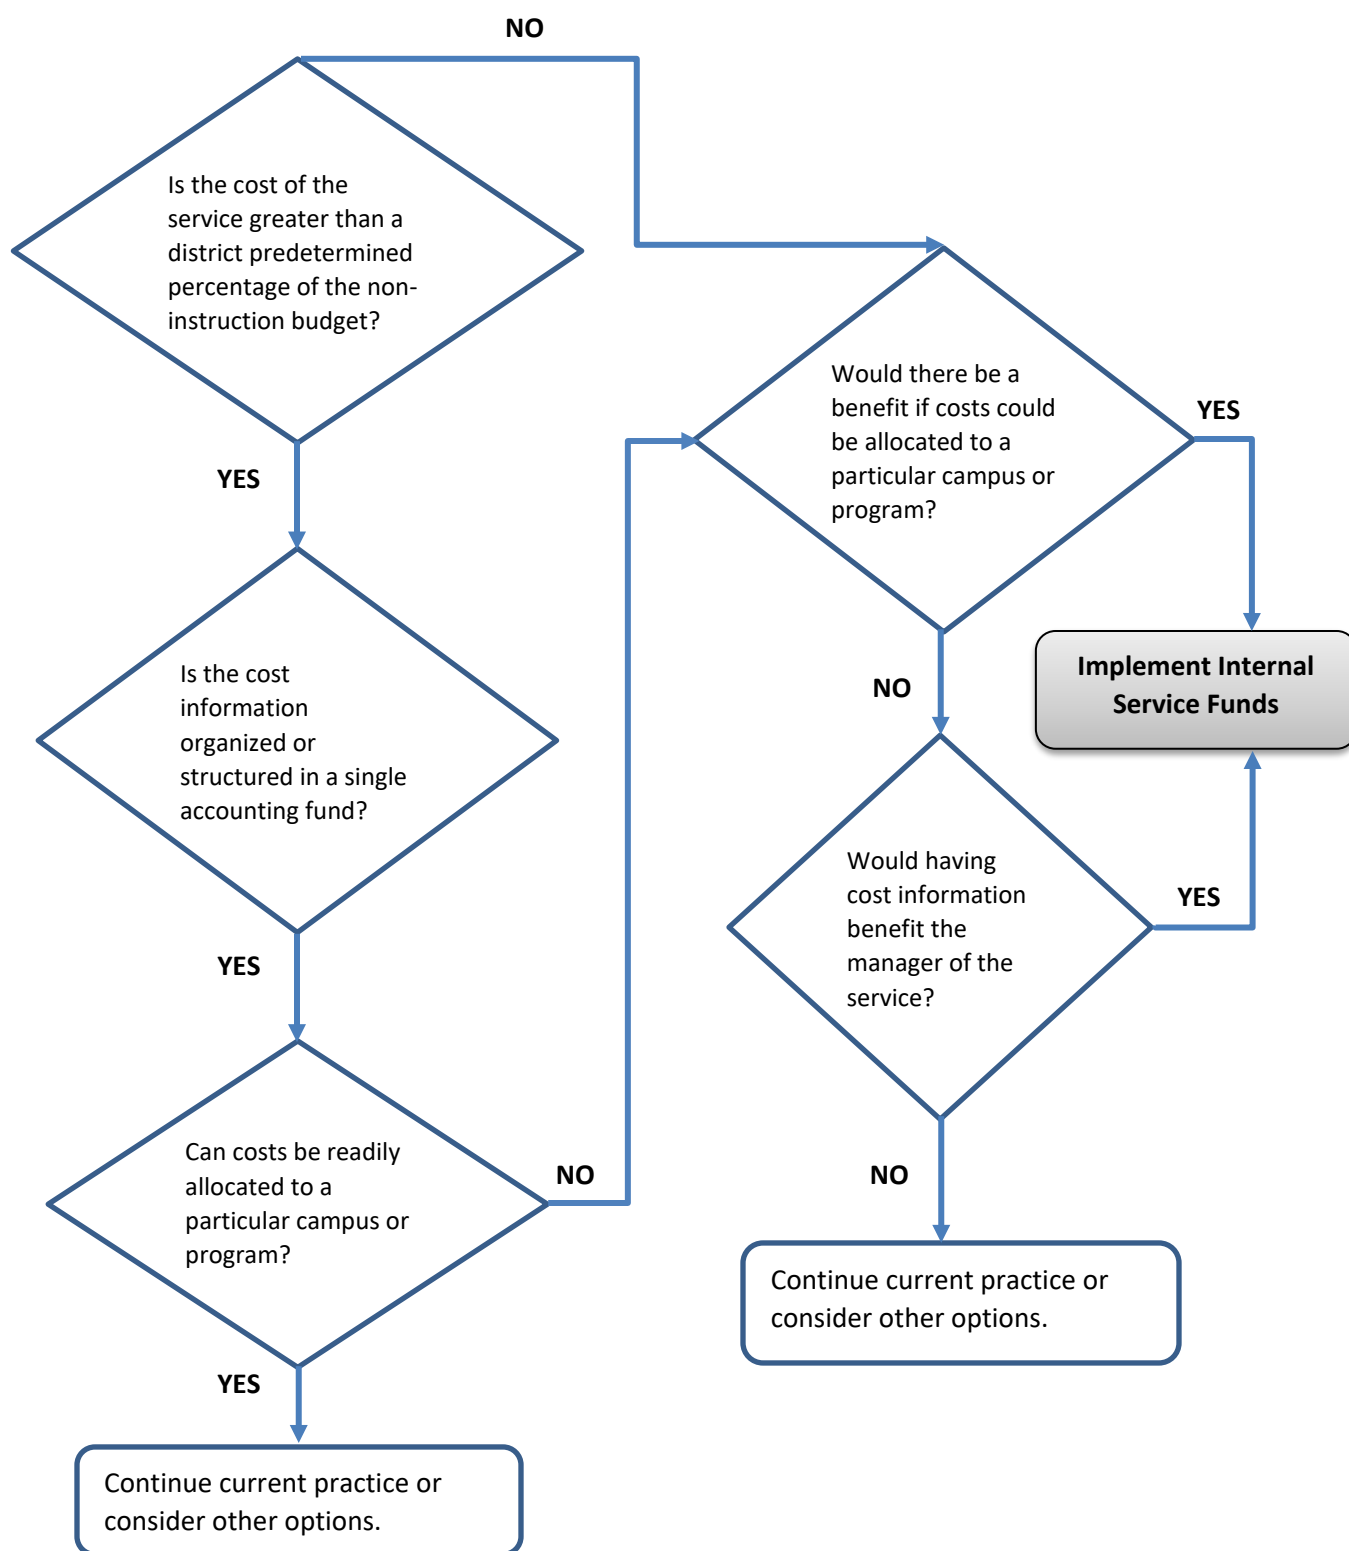 NO
Is the cost of the
service greater than a
district predetermined
percentage of the non-
instruction budget?
YES
Is the cost
information
organized or
structured in a single
accounting fund?
YES
Can costs be readily
allocated to a
particular campus or
program?
NO
YES
Continue current practice or
consider other options.
Would there be a
benefit if costs could
be allocated to a
particular campus or
program?
YES
NO
Implement Internal
Service Funds
Would having
cost information
benefit the
manager of the
service?
YES
NO
Continue current practice or
consider other options.